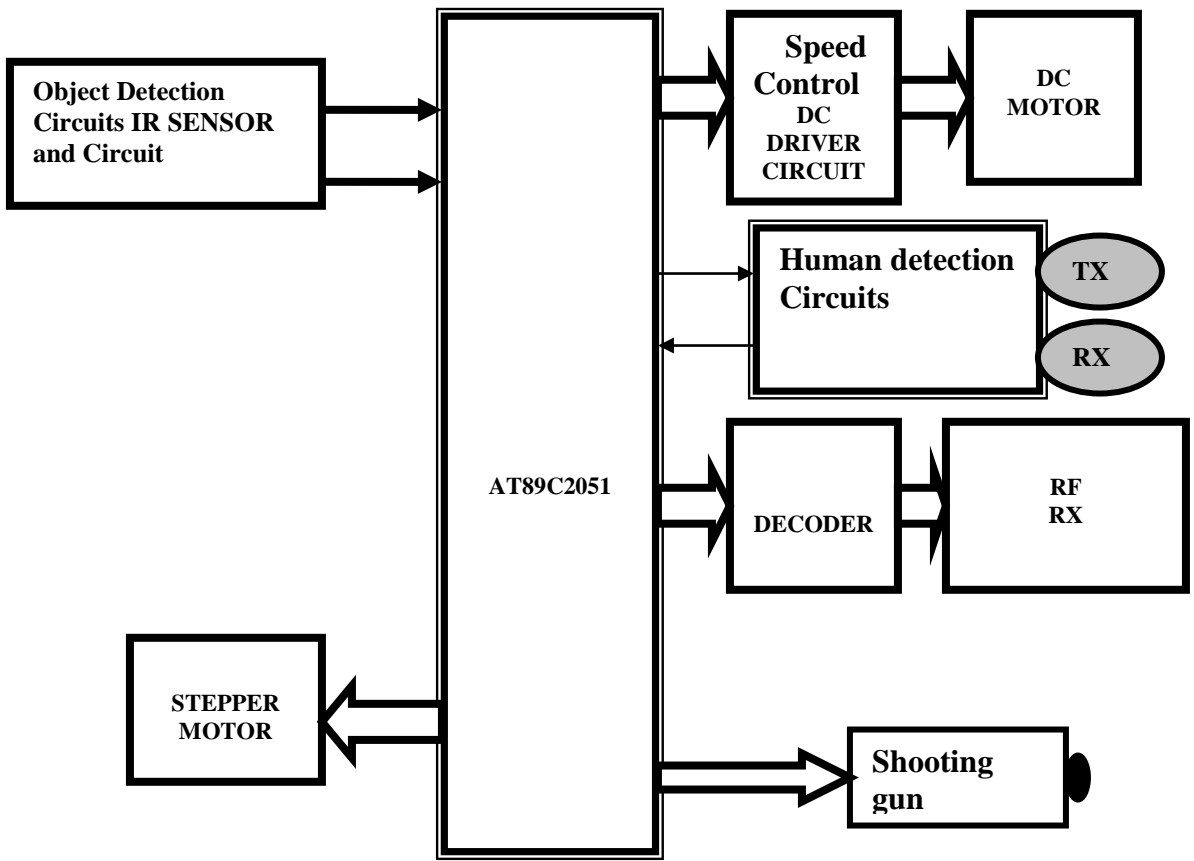 Object Detection
Circuits IR SENSOR
and Circuit
AT89C2051
Speed
Control
DC
DRIVER
CIRCUIT
DC
MOTOR
Human detection
Circuits
TX
RX
DECODER
RF
RX
STEPPER
MOTOR
Shooting
gun